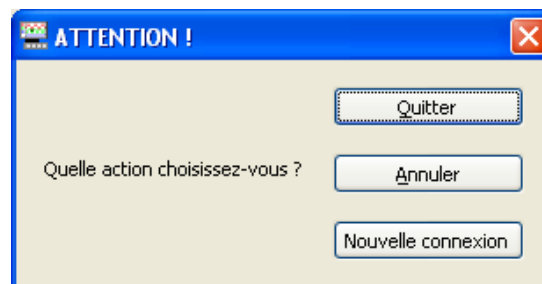 ATTENTION !
Quitter
Quelle action choisissez-vous ?
Annuler
Nouvelle connexion